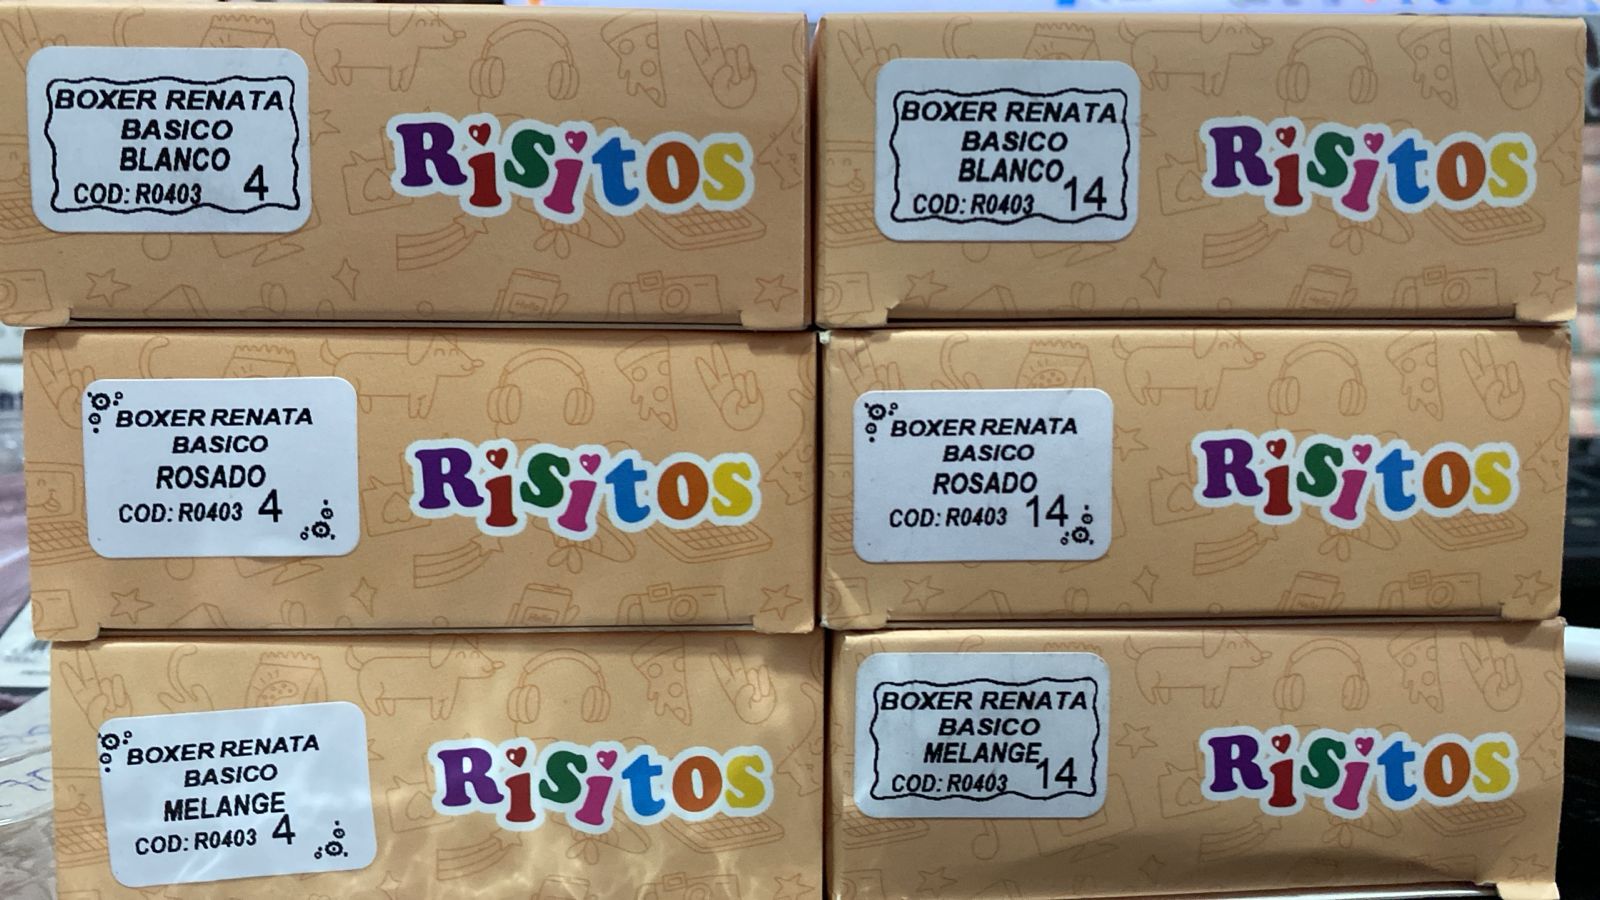 BOXER RENATA
BASICO
BLANCO
COD: R0403 4
Risitos
BOXER RENATA
BASICO
BLANCO
COD: R0403 14
Risitos
BOXER RENATA
BASICO
ROSADO
COD: R0403 4
Risitos
BOXER RENATA
BASICO
ROSADO
COD: R0403 14
Risitos
BOXER RENATA
BASICO
MELANGE
COD: R0403 4
Risitos
BOXER RENATA
BASICO
MELANGE
COD: R0403 14
Risitos